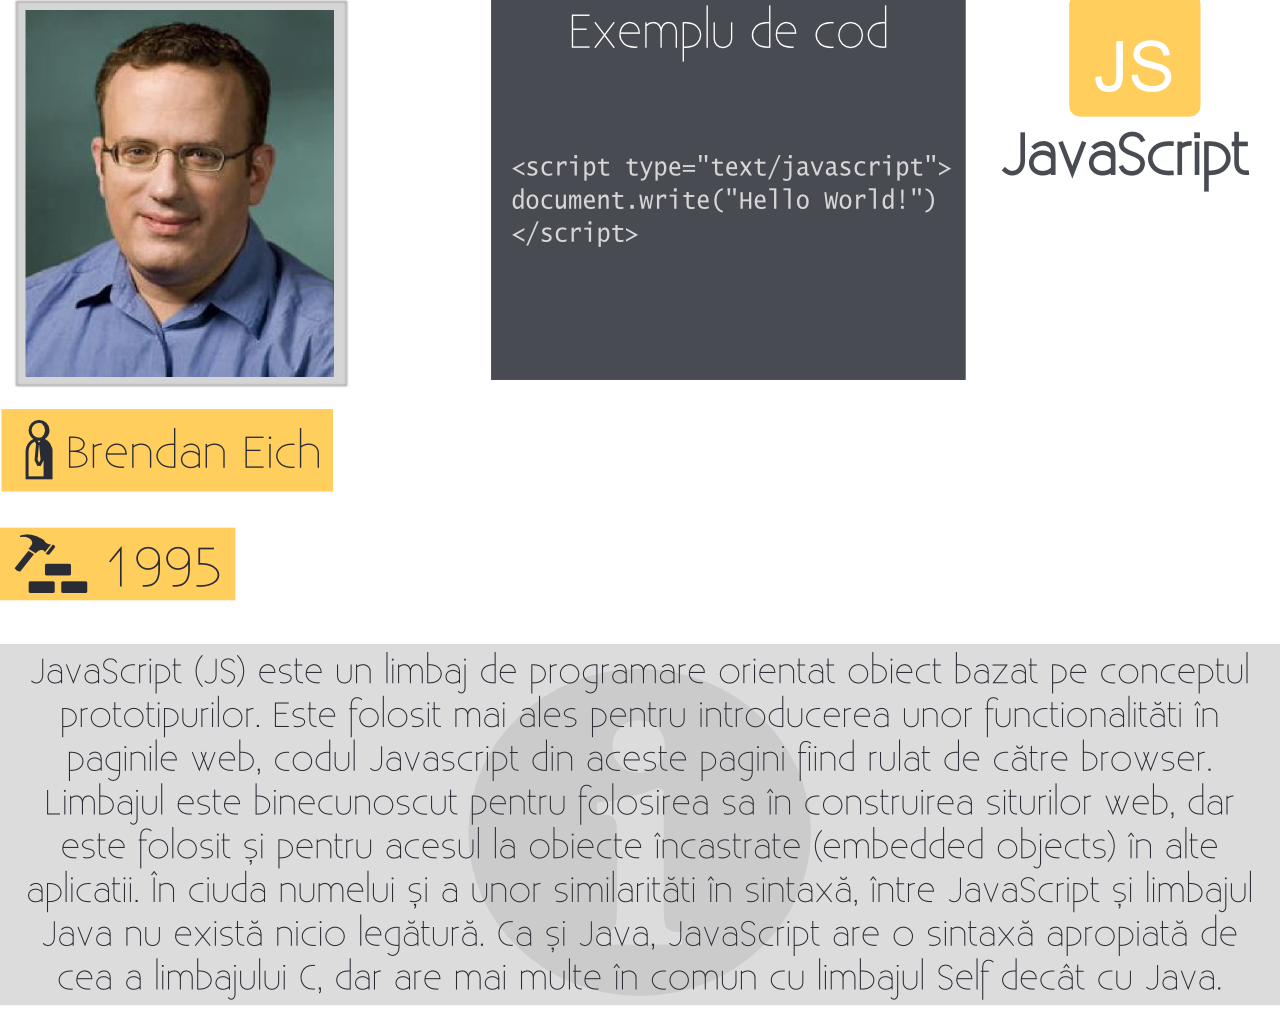 Exemplu de cod
<script type="text/javascript">
document.write("Hello World!")
</script>
JS
JavaScript
Brendan Eich
1995
JavaScript (JS) este un limbaj de programare orientat obiect bazat pe conceptul
prototipurilor. Este folosit mai ales pentru introducerea unor functionalităti în
paginile web, codul Javascript din aceste pagini fiind rulat de către browser.
Limbajul este binecunoscut pentru folosirea sa în construirea siturilor web, dar
este folosit și pentru acesul la obiecte încastrate (embedded objects) în alte
aplicatii. În ciuda numelui și a unor similarităti în sintaxă, între JavaScript și limbajul
Java nu există nicio legătură. Ca și Java, JavaScript are o sintaxă apropiată de
cea a limbajului C, dar are mai multe în comun cu limbajul Self decât cu Java.